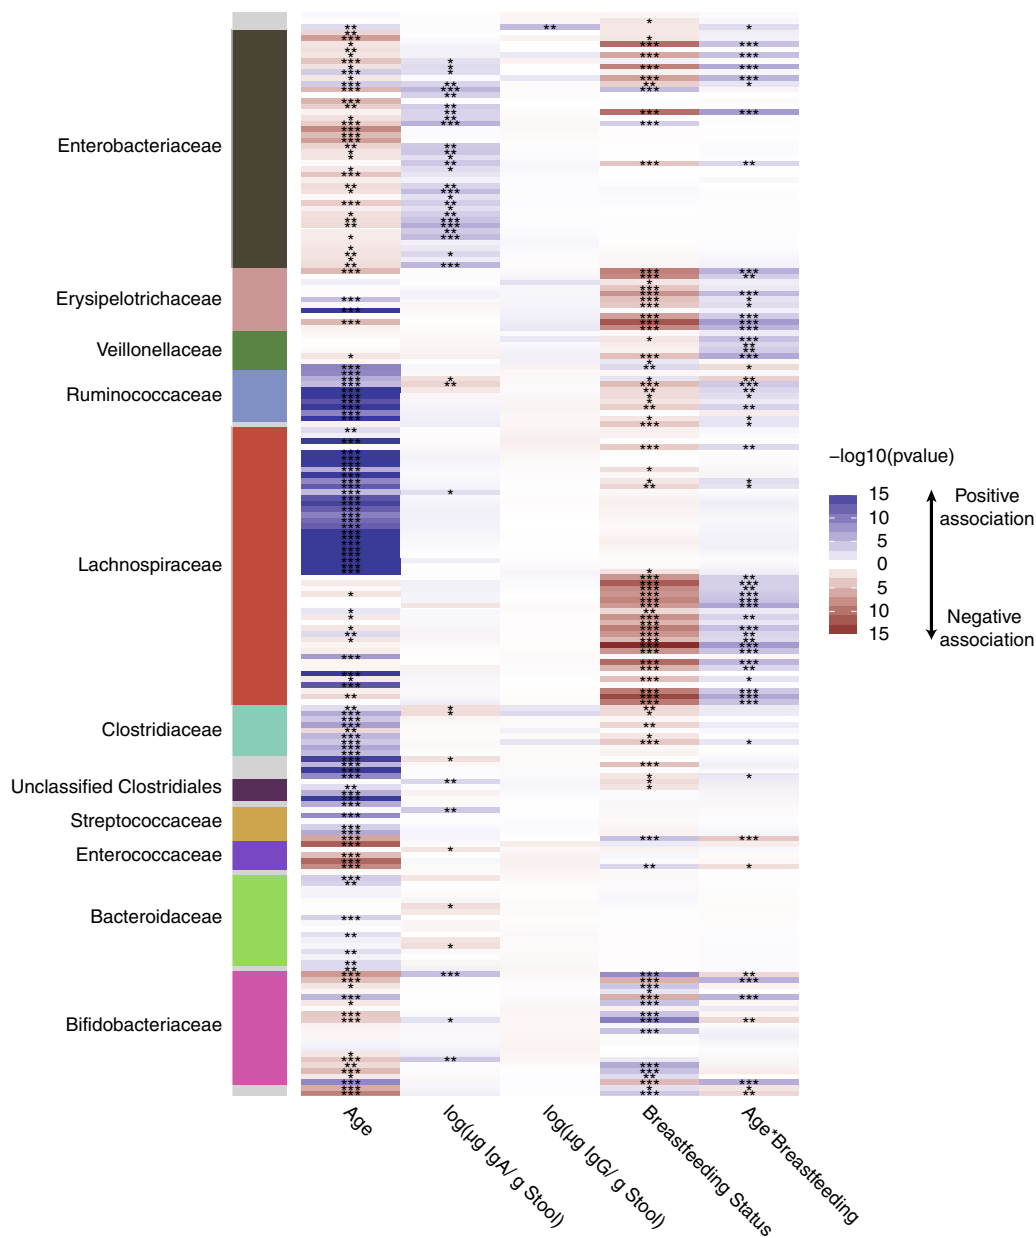 Enterobacteriaceae
Erysipelotrichaceae
Veillonellaceae
Ruminococcaceae
Lachnospiraceae
Clostridiaceae
Unclassified Clostridiales
Streptococcaceae
Enterococcaceae
Bacteroidaceae
Bifidobacteriaceae
Age
log(μg IgA/ g Stool)
log(μg IgG/ g Stool)
Breastfeeding Status
Age*Breastfeeding
−log10(pvalue)
15
10
5
0
5
10
15
Positive
association
Negative
association